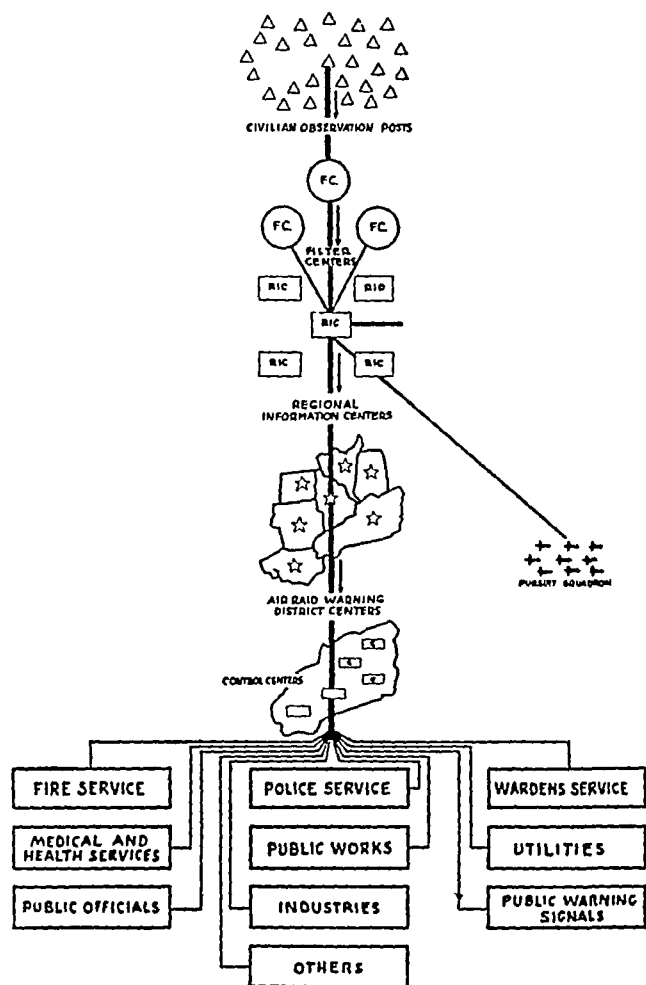 CIVILIAN OBSERVATION POSTS
F.C.
F.C.
F.C.
FILTER
CENTERS
RIC
RIC
RIC
RIC
RIC
REGIONAL
INFORMATION CENTERS
PURSUIT SQUADRON
AIR RAID WARNING
DISTRICT CENTERS
C
C
C
CONTROL CENTERS
FIRE SERVICE
POLICE SERVICE
WARDENS SERVICE
MEDICAL AND
HEALTH SERVICES
PUBLIC WORKS
UTILITIES
PUBLIC OFFICIALS
INDUSTRIES
PUBLIC WARNING
SIGNALS
OTHERS